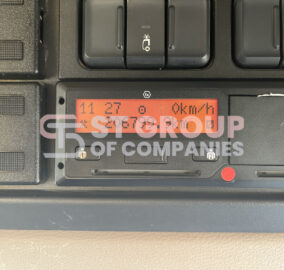 11 27 0km/h
ST GROUP
OF COMPANIES